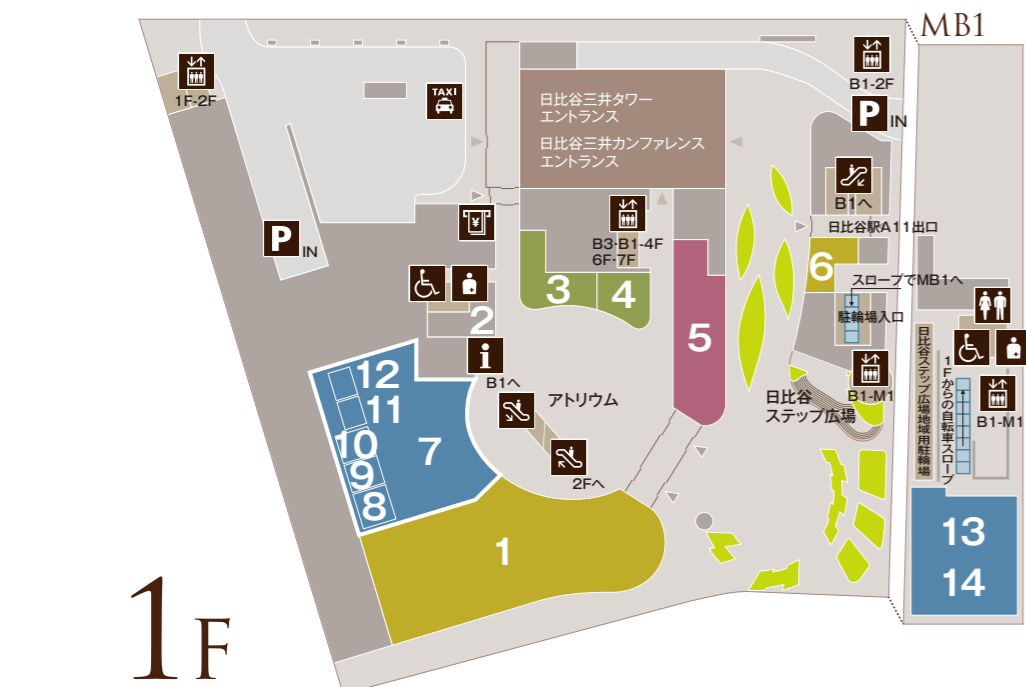 MB1
1F-2F
TAXI
日比谷三井タワー
エントランス
日比谷三井カンファレンス
エントランス
B1-2F
P IN
B1へ
日比谷駅A11出口
P IN
¥
B3・B1-4F
6F・7F
3
4
5
6
スロープでMB1へ
駐輪場入口
2
i
B1へ
アトリウム
2Fへ
日比谷
ステップ広場
B1-M1
日比谷ステップ広場地域用駐輪場
1Fからの自転車スロープ
B1-M1
12
11
10
9
8
7
1
13
14
1F